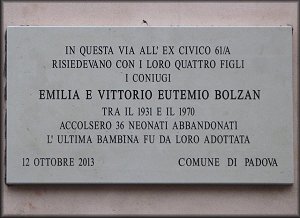 IN QUESTA VIA ALL' EX CIVICO 61/A
RISIEDEVANO CON I LORO QUATTRO FIGLI
I CONIUGI
EMILIA E VITTORIO EUTEMIO BOLZAN
TRA IL 1931 E IL 1970
ACCOLSERO 36 NEONATI ABBANDONATI
L' ULTIMA BAMBINA FU DA LORO ADOTTATA
12 OTTOBRE 2013 COMUNE DI PADOVA